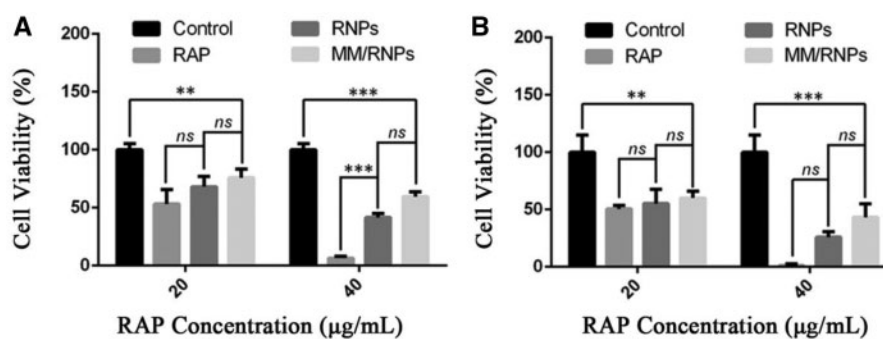 A
Control
RNPs
RAP
MM/RNPs
Cell Viability (%)
200
150
100
50
0
**
ns
ns
***
ns
***
20
40
RAP Concentration (µg/mL)
B
Control
RNPs
RAP
MM/RNPs
Cell Viability (%)
200
150
100
50
0
**
ns
ns
***
ns
ns
20
40
RAP Concentration (µg/mL)